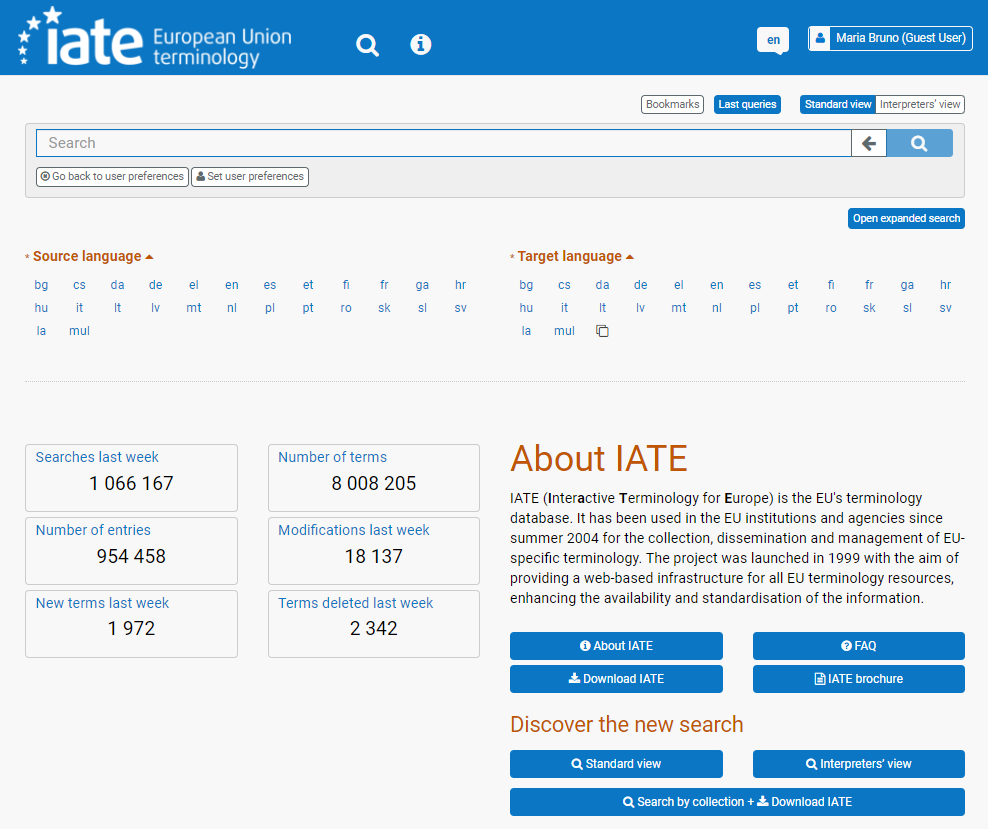 iate European Union
terminology
en
Maria Bruno (Guest User)
Bookmarks Last queries Standard view Interpreters' view
Search
Go back to user preferences Set user preferences
Open expanded search
* Source language
bg cs da de el en es et fi fr ga hr
hu it lt lv mt nl pl pt ro sk sl sv
la mul
* Target language
bg cs da de el en es et fi fr ga hr
hu it lt lv mt nl pl pt ro sk sl sv
la mul
Searches last week
1 066 167
Number of terms
8 008 205
Number of entries
954 458
Modifications last week
18 137
New terms last week
1 972
Terms deleted last week
2 342
About IATE
IATE (Interactive Terminology for Europe) is the EU's terminology
database. It has been used in the EU institutions and agencies since
summer 2004 for the collection, dissemination and management of EU-
specific terminology. The project was launched in 1999 with the aim of
providing a web-based infrastructure for all EU terminology resources,
enhancing the availability and standardisation of the information.
About IATE FAQ
Download IATE IATE brochure
Discover the new search
Standard view Interpreters' view
Search by collection + Download IATE